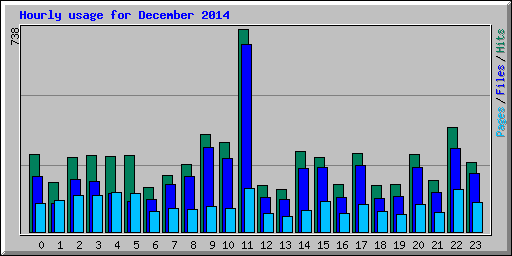 Hourly usage for December 2014
738
Pages / Files / Hits
0 1 2 3 4 5 6 7 8 9 10 11 12 13 14 15 16 17 18 19 20 21 22 23